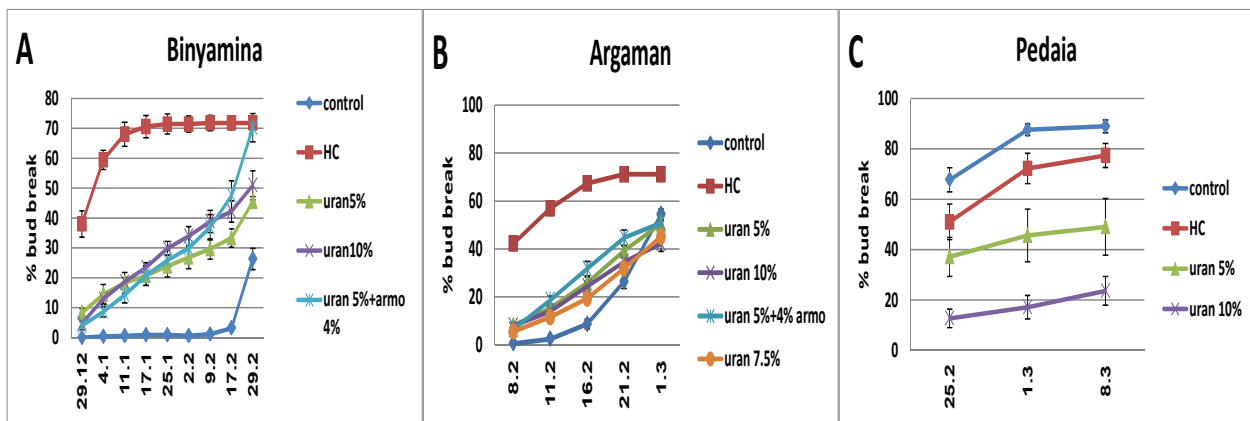 A
Binyamina
% bud break
80
70
60
50
40
30
20
10
0
29.12
4.1
11.1
17.1
25.1
2.2
9.2
17.2
29.2
control
HC
uran5%
uran10%
uran 5%+armo
4%
B
Argaman
% bud break
100
80
60
40
20
0
8.2
11.2
16.2
21.2
1.3
control
HC
uran 5%
uran 10%
uran 5%+4% armo
uran 7.5%
C
Pedaia
% bud break
100
80
60
40
20
0
25.2
1.3
8.3
control
HC
uran 5%
uran 10%